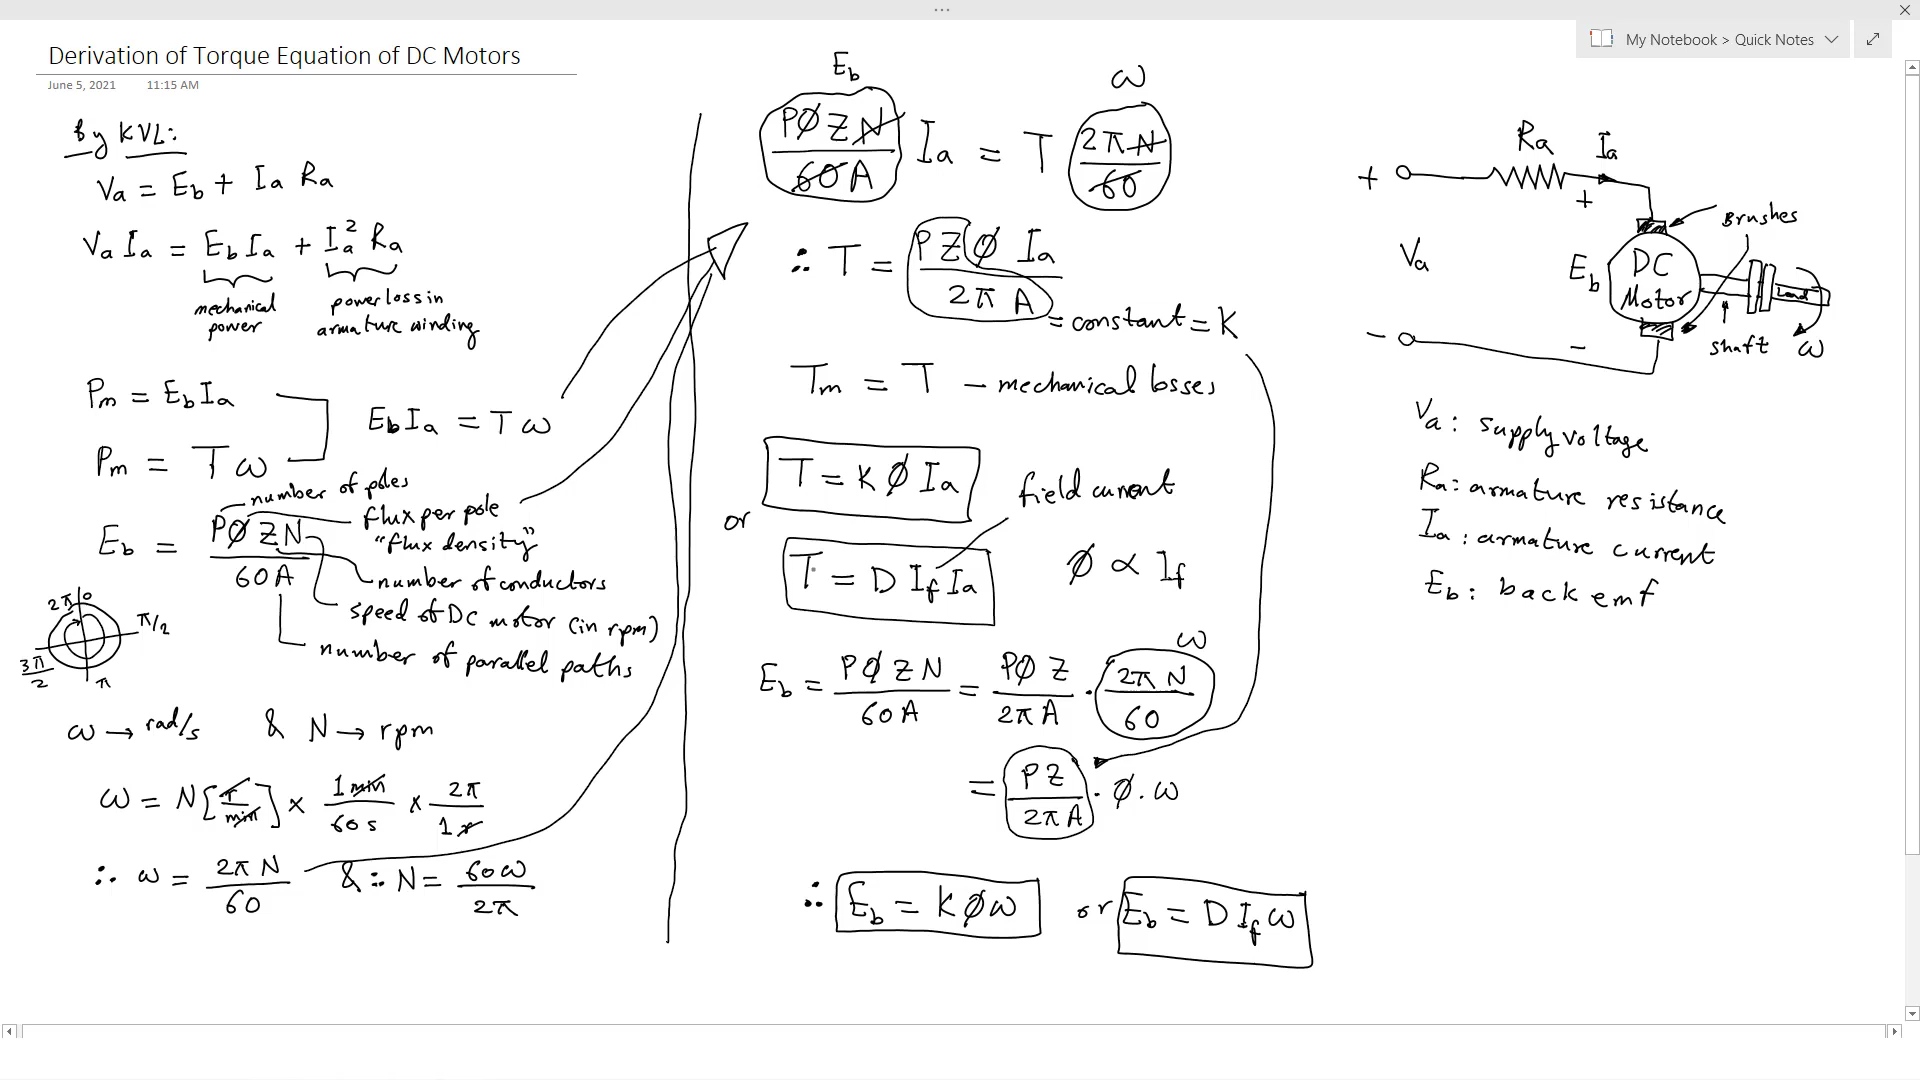 ...
My Notebook > Quick Notes
Derivation of Torque Equation of DC Motors
June 5, 2021 11:15 AM
By KVL:
Va = Eb + Ia Ra
Va Ia = Eb Ia + Ia² Ra
mechanical power
power loss in armature winding
Pm = Eb Ia
Pm = T ω
Eb Ia = T ω
Eb = PØZN / 60A
number of poles
flux per pole
"flux density"
number of conductors
speed of DC motor (in rpm)
number of parallel paths
2π 0
π/2
3π/2
π
ω → rad/s & N → rpm
ω = N [r/min] × 1min/60s × 2π/1r
∴ ω = 2πN/60 & ∴ N = 60ω/2π
Eb
ω
PØZN/60A Ia = T 2πN/60
∴ T = PZØ Ia / 2πA
= constant = K
Tm = T – mechanical losses
T = K Ø Ia
or
field current
T = D If Ia
Ø ∝ If
ω
Eb = PØZN/60A = PØZ/2πA · 2πN/60
= PZ/2πA · Ø · ω
∴ Eb = K Ø ω or Eb = D If ω
Ra
Ia
+
+
Brushes
Va
Eb
DC Motor
Load
–
–
shaft
ω
Va: supply voltage
Ra: armature resistance
Ia: armature current
Eb: back emf